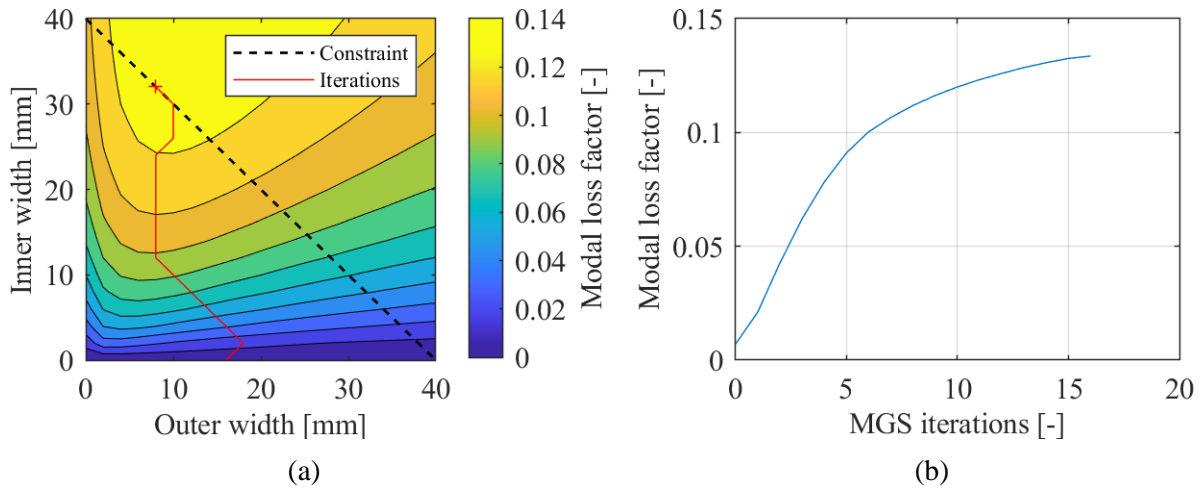 40
30
20
10
0
Inner width [mm]
0 10 20 30 40
Outer width [mm]
Constraint
Iterations
0.14
0.12
0.1
0.08
0.06
0.04
0.02
0
Modal loss factor [-]
(a)
0.15
0.1
0.05
0
Modal loss factor [-]
0 5 10 15 20
MGS iterations [-]
(b)